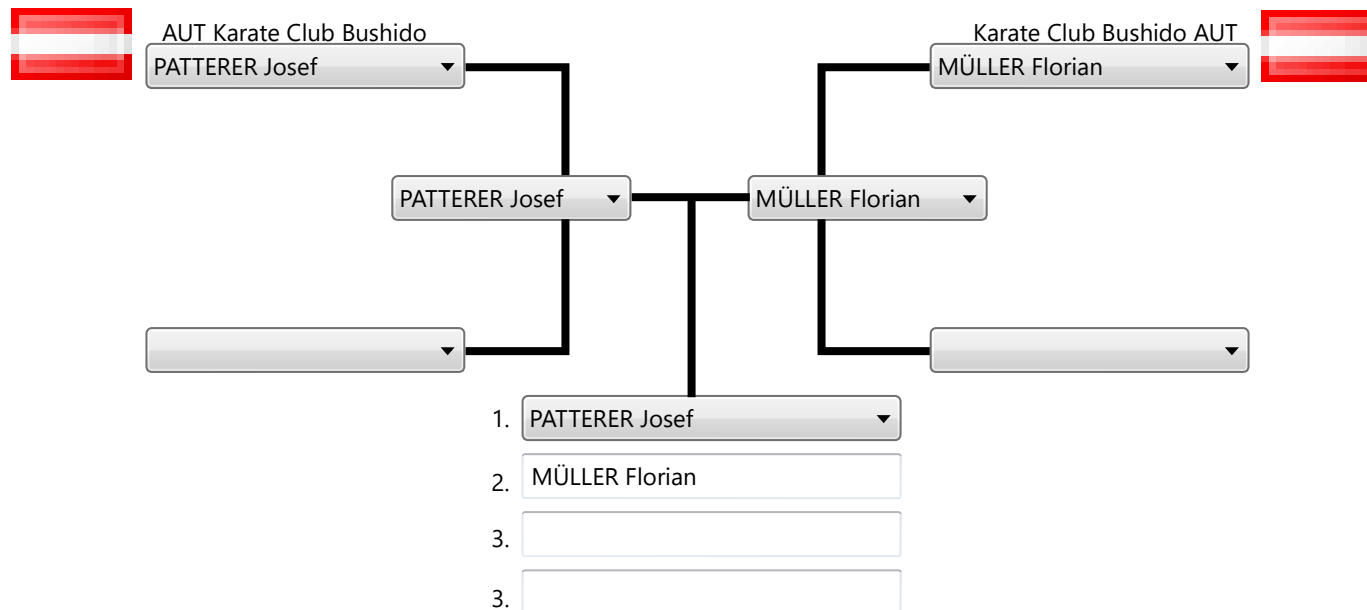 AUT Karate Club Bushido
Karate Club Bushido AUT
PATTERER Josef
MÜLLER Florian
PATTERER Josef
MÜLLER Florian
1. PATTERER Josef
2. MÜLLER Florian
3.
3.